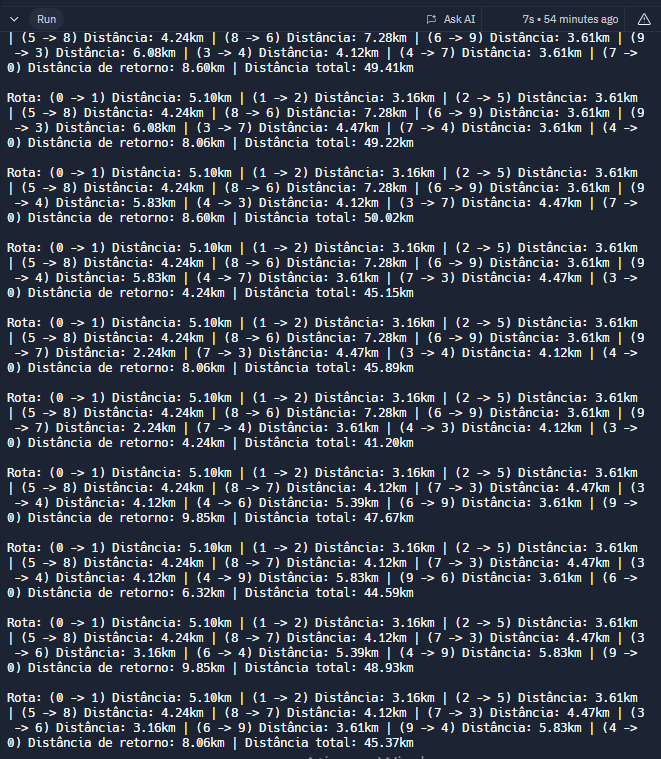 Run Ask AI 7s • 54 minutes ago
| (5 -> 8) Distância: 4.24km | (8 -> 6) Distância: 7.28km | (6 -> 9) Distância: 3.61km | (9
-> 3) Distância: 6.08km | (3 -> 4) Distância: 4.12km | (4 -> 7) Distância: 3.61km | (7 ->
0) Distância de retorno: 8.60km | Distância total: 49.41km
Rota: (0 -> 1) Distância: 5.10km | (1 -> 2) Distância: 3.16km | (2 -> 5) Distância: 3.61km
| (5 -> 8) Distância: 4.24km | (8 -> 6) Distância: 7.28km | (6 -> 9) Distância: 3.61km | (9
-> 3) Distância: 6.08km | (3 -> 7) Distância: 4.47km | (7 -> 4) Distância: 3.61km | (4 ->
0) Distância de retorno: 8.06km | Distância total: 49.22km
Rota: (0 -> 1) Distância: 5.10km | (1 -> 2) Distância: 3.16km | (2 -> 5) Distância: 3.61km
| (5 -> 8) Distância: 4.24km | (8 -> 6) Distância: 7.28km | (6 -> 9) Distância: 3.61km | (9
-> 4) Distância: 5.83km | (4 -> 3) Distância: 4.12km | (3 -> 7) Distância: 4.47km | (7 ->
0) Distância de retorno: 8.60km | Distância total: 50.02km
Rota: (0 -> 1) Distância: 5.10km | (1 -> 2) Distância: 3.16km | (2 -> 5) Distância: 3.61km
| (5 -> 8) Distância: 4.24km | (8 -> 6) Distância: 7.28km | (6 -> 9) Distância: 3.61km | (9
-> 4) Distância: 5.83km | (4 -> 7) Distância: 3.61km | (7 -> 3) Distância: 4.47km | (3 ->
0) Distância de retorno: 4.24km | Distância total: 45.15km
Rota: (0 -> 1) Distância: 5.10km | (1 -> 2) Distância: 3.16km | (2 -> 5) Distância: 3.61km
| (5 -> 8) Distância: 4.24km | (8 -> 6) Distância: 7.28km | (6 -> 9) Distância: 3.61km | (9
-> 7) Distância: 2.24km | (7 -> 3) Distância: 4.47km | (3 -> 4) Distância: 4.12km | (4 ->
0) Distância de retorno: 8.06km | Distância total: 45.89km
Rota: (0 -> 1) Distância: 5.10km | (1 -> 2) Distância: 3.16km | (2 -> 5) Distância: 3.61km
| (5 -> 8) Distância: 4.24km | (8 -> 6) Distância: 7.28km | (6 -> 9) Distância: 3.61km | (9
-> 7) Distância: 2.24km | (7 -> 4) Distância: 3.61km | (4 -> 3) Distância: 4.12km | (3 ->
0) Distância de retorno: 4.24km | Distância total: 41.20km
Rota: (0 -> 1) Distância: 5.10km | (1 -> 2) Distância: 3.16km | (2 -> 5) Distância: 3.61km
| (5 -> 8) Distância: 4.24km | (8 -> 7) Distância: 4.12km | (7 -> 3) Distância: 4.47km | (3
-> 4) Distância: 4.12km | (4 -> 6) Distância: 5.39km | (6 -> 9) Distância: 3.61km | (9 ->
0) Distância de retorno: 9.85km | Distância total: 47.67km
Rota: (0 -> 1) Distância: 5.10km | (1 -> 2) Distância: 3.16km | (2 -> 5) Distância: 3.61km
| (5 -> 8) Distância: 4.24km | (8 -> 7) Distância: 4.12km | (7 -> 3) Distância: 4.47km | (3
-> 4) Distância: 4.12km | (4 -> 9) Distância: 5.83km | (9 -> 6) Distância: 3.61km | (6 ->
0) Distância de retorno: 6.32km | Distância total: 44.59km
Rota: (0 -> 1) Distância: 5.10km | (1 -> 2) Distância: 3.16km | (2 -> 5) Distância: 3.61km
| (5 -> 8) Distância: 4.24km | (8 -> 7) Distância: 4.12km | (7 -> 3) Distância: 4.47km | (3
-> 6) Distância: 3.16km | (6 -> 4) Distância: 5.39km | (4 -> 9) Distância: 5.83km | (9 ->
0) Distância de retorno: 9.85km | Distância total: 48.93km
Rota: (0 -> 1) Distância: 5.10km | (1 -> 2) Distância: 3.16km | (2 -> 5) Distância: 3.61km
| (5 -> 8) Distância: 4.24km | (8 -> 7) Distância: 4.12km | (7 -> 3) Distância: 4.47km | (3
-> 6) Distância: 3.16km | (6 -> 9) Distância: 3.61km | (9 -> 4) Distância: 5.83km | (4 ->
0) Distância de retorno: 8.06km | Distância total: 45.37km